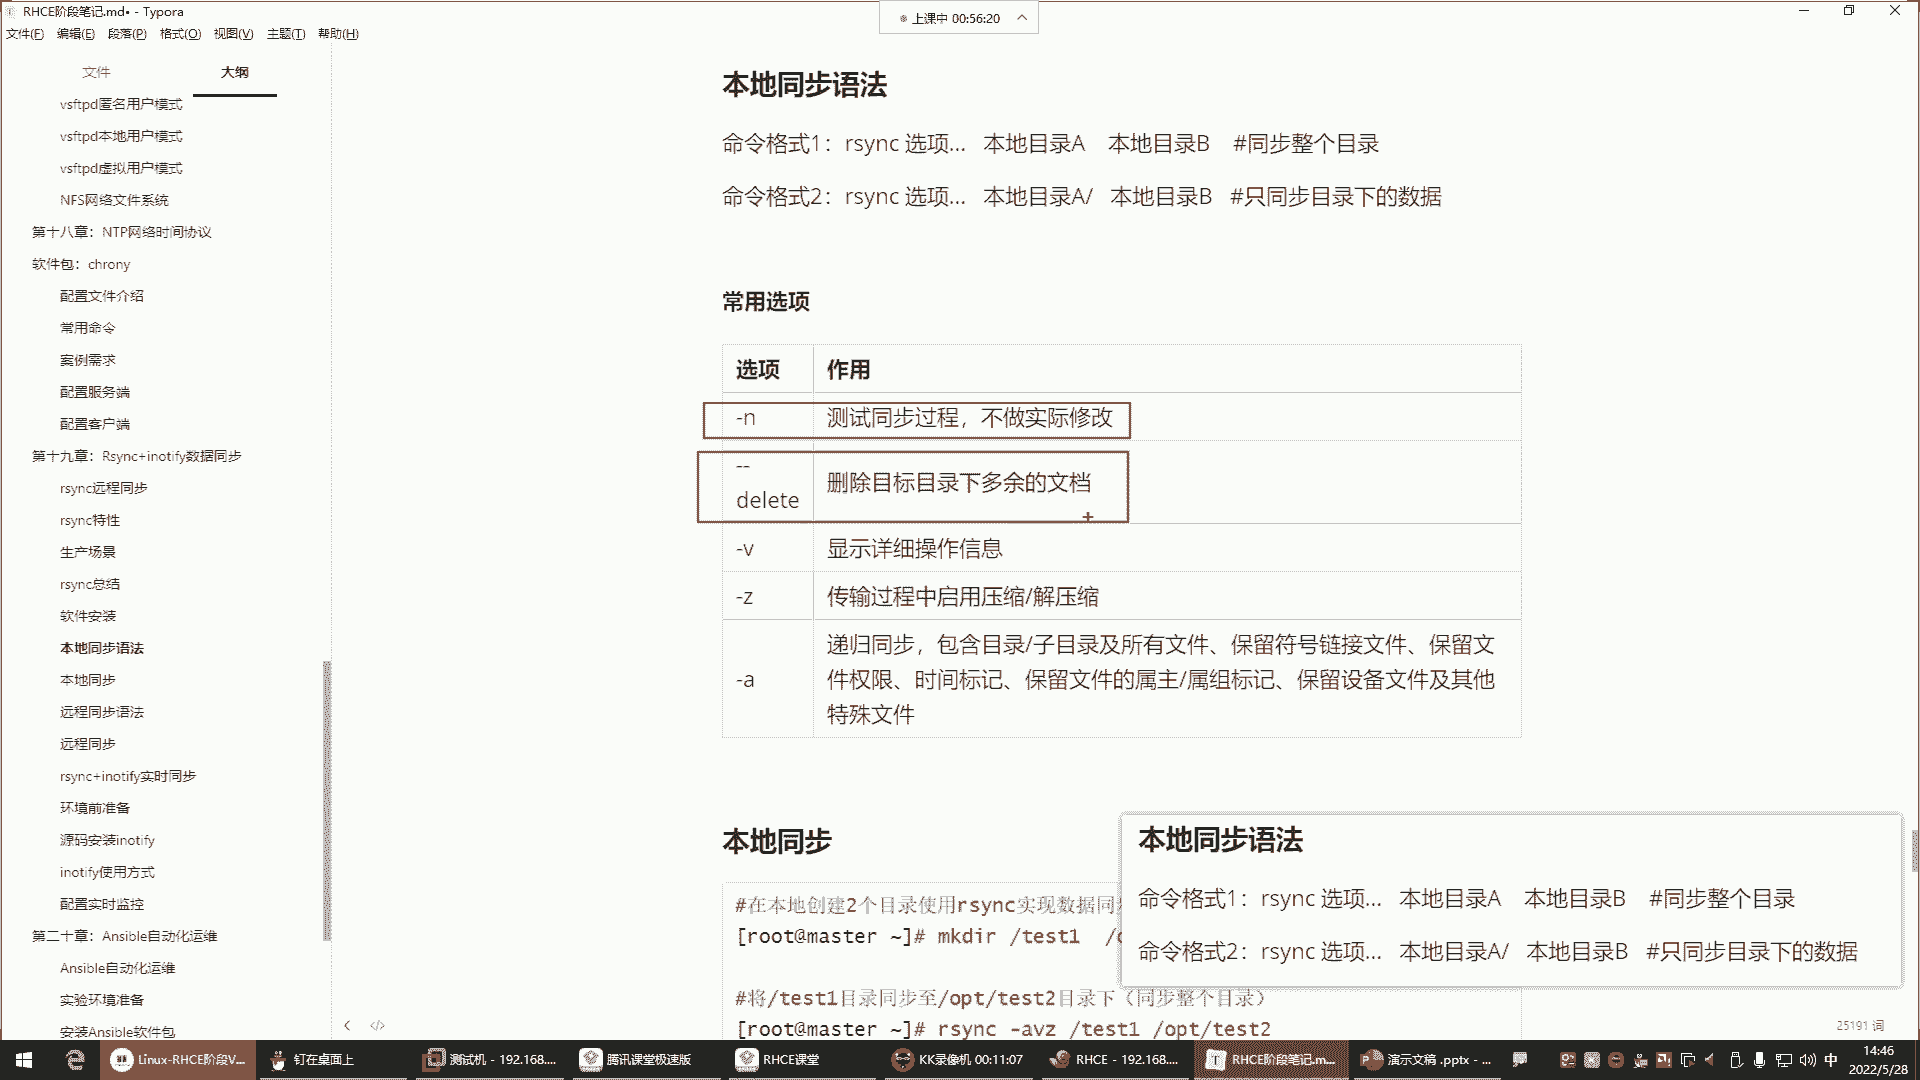 RHCE阶段笔记.md• - Typora
上课中 00:56:20
文件(F) 编辑(E) 段落(P) 格式(O) 视图(V) 主题(T) 帮助(H)
文件 大纲
vsftpd匿名用户模式
vsftpd本地用户模式
vsftpd虚拟用户模式
NFS网络文件系统
第十八章：NTP网络时间协议
软件包：chrony
配置文件介绍
常用命令
案例需求
配置服务端
配置客户端
第十九章：Rsync+inotify数据同步
rsync远程同步
rsync特性
生产场景
rsync总结
软件安装
本地同步语法
本地同步
远程同步语法
远程同步
rsync+inotify实时同步
环境前准备
源码安装inotify
inotify使用方式
配置实时监控
第二十章：Ansible自动化运维
Ansible自动化运维
实验环境准备
安装Ansible软件包
本地同步语法
命令格式1：rsync 选项... 本地目录A 本地目录B #同步整个目录
命令格式2：rsync 选项... 本地目录A/ 本地目录B #只同步目录下的数据
常用选项
选项 作用
-n 测试同步过程，不做实际修改
--
delete 删除目标目录下多余的文档
-v 显示详细操作信息
-z 传输过程中启用压缩/解压缩
-a 递归同步，包含目录/子目录及所有文件、保留符号链接文件、保留文
件权限、时间标记、保留文件的属主/属组标记、保留设备文件及其他
特殊文件
本地同步
#在本地创建2个目录使用rsync实现数据同
[root@master ~]# mkdir /test1
#将/test1目录同步至/opt/test2目录下（同步整个目录）
[root@master ~]# rsync -avz /test1 /opt/test2
本地同步语法
命令格式1：rsync 选项... 本地目录A 本地目录B #同步整个目录
命令格式2：rsync 选项... 本地目录A/ 本地目录B #只同步目录下的数据
25191 词
Linux-RHCE阶段V... 钉在桌面上 测试机 - 192.168.... 腾讯课堂极速版 RHCE课堂 KK录像机 00:11:07 RHCE - 192.168.... RHCE阶段笔记.m... 演示文稿 .pptx - ... 中
14:46
2022/5/28